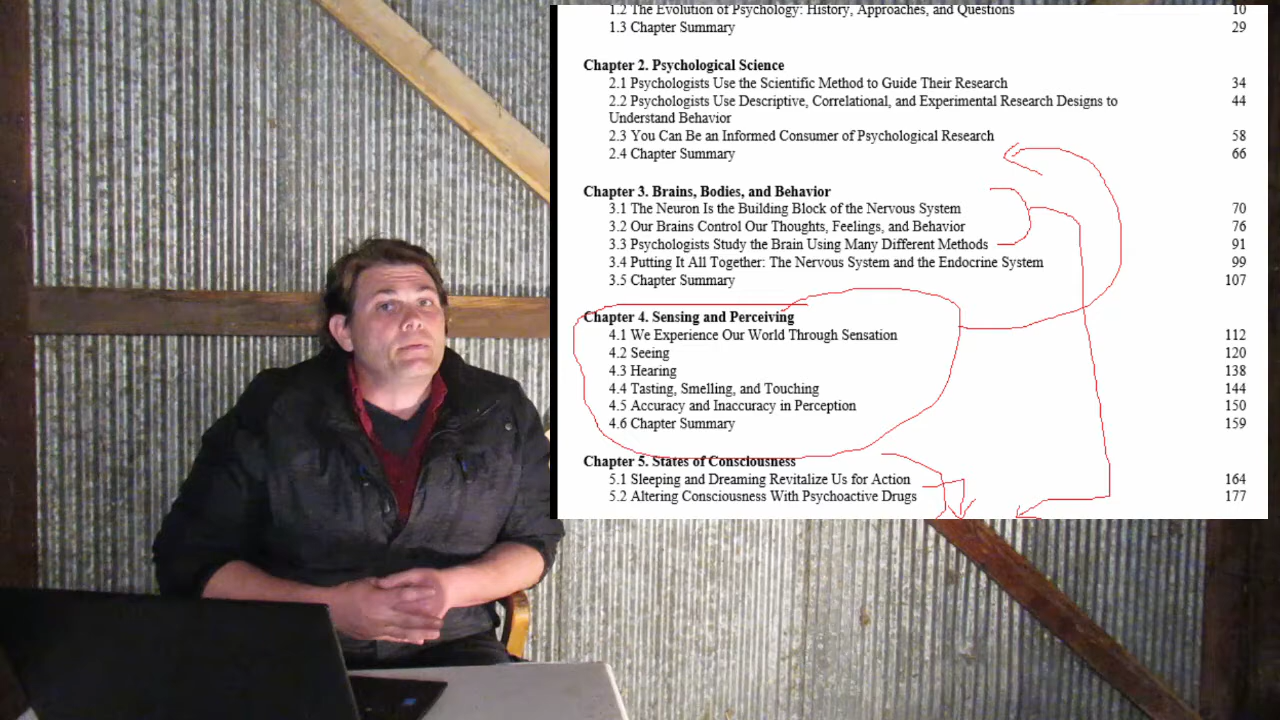 1.2 The Evolution of Psychology: History, Approaches, and Questions 10
1.3 Chapter Summary 29
Chapter 2. Psychological Science
2.1 Psychologists Use the Scientific Method to Guide Their Research 34
2.2 Psychologists Use Descriptive, Correlational, and Experimental Research Designs to 44
Understand Behavior
2.3 You Can Be an Informed Consumer of Psychological Research 58
2.4 Chapter Summary 66
Chapter 3. Brains, Bodies, and Behavior
3.1 The Neuron Is the Building Block of the Nervous System 70
3.2 Our Brains Control Our Thoughts, Feelings, and Behavior 76
3.3 Psychologists Study the Brain Using Many Different Methods 91
3.4 Putting It All Together: The Nervous System and the Endocrine System 99
3.5 Chapter Summary 107
Chapter 4. Sensing and Perceiving
4.1 We Experience Our World Through Sensation 112
4.2 Seeing 120
4.3 Hearing 138
4.4 Tasting, Smelling, and Touching 144
4.5 Accuracy and Inaccuracy in Perception 150
4.6 Chapter Summary 159
Chapter 5. States of Consciousness
5.1 Sleeping and Dreaming Revitalize Us for Action 164
5.2 Altering Consciousness With Psychoactive Drugs 177